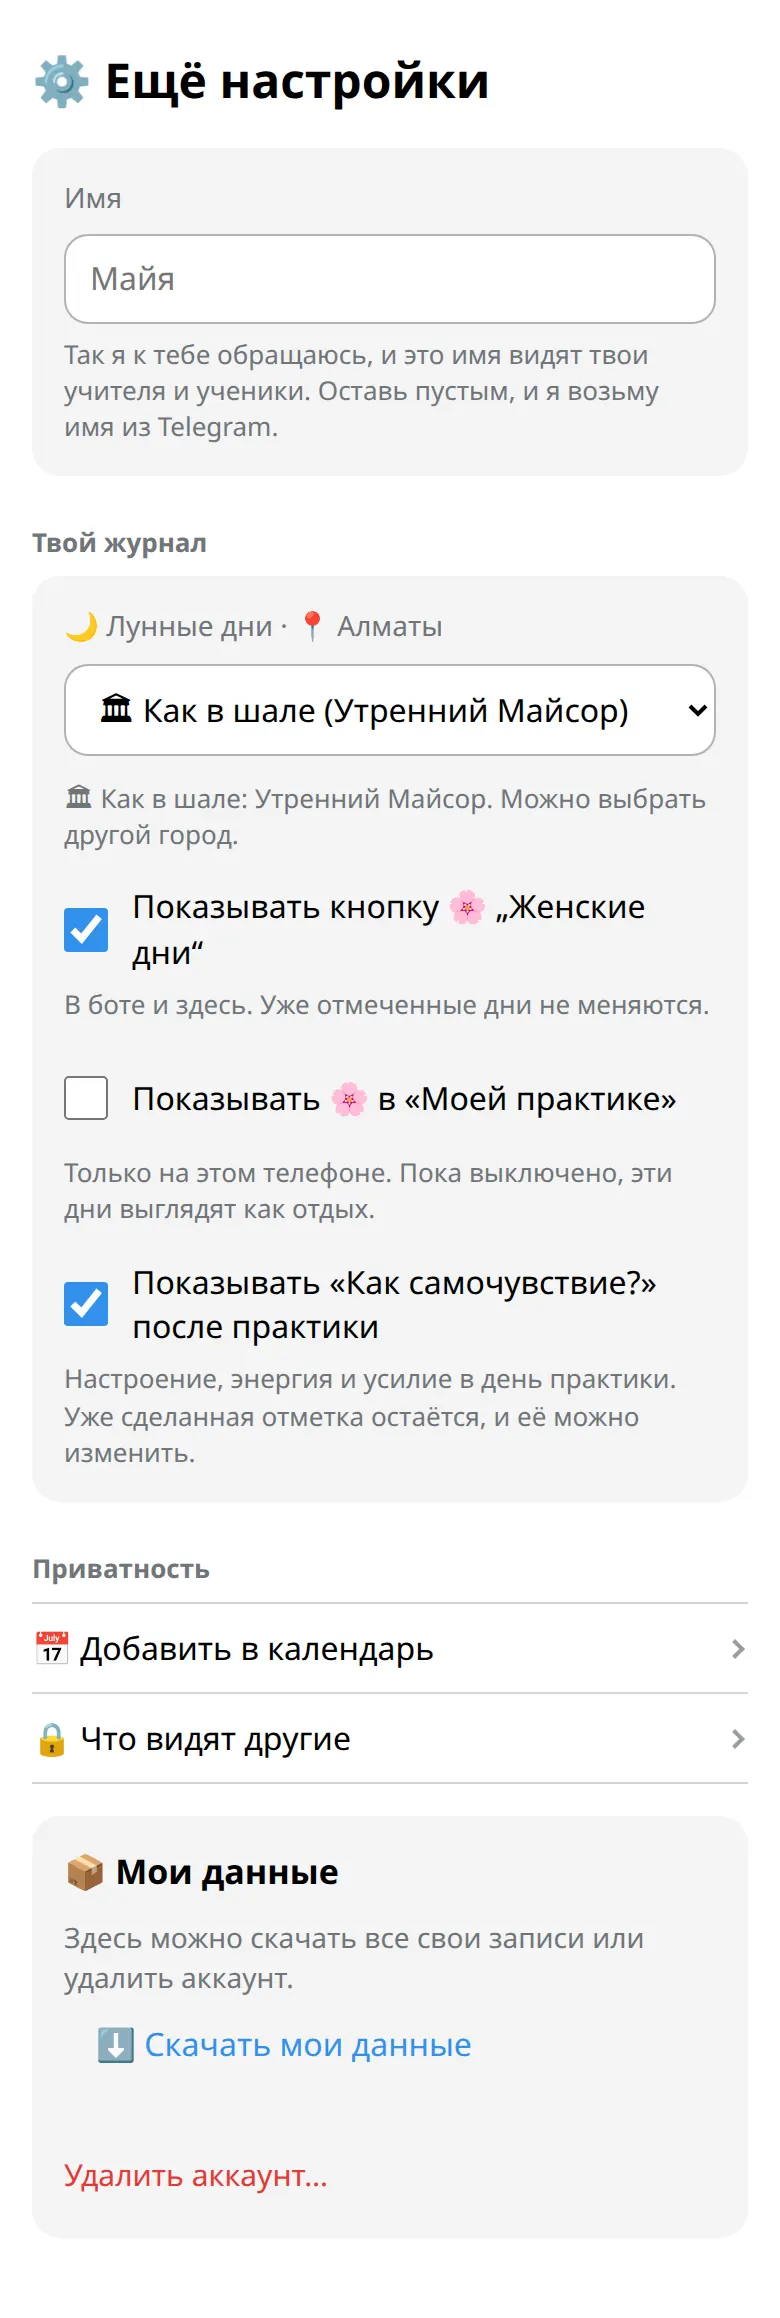 ⚙️ Ещё настройки
Имя
Майя
Так я к тебе обращаюсь, и это имя видят твои
учителя и ученики. Оставь пустым, и я возьму
имя из Telegram.
Твой журнал
🌙 Лунные дни · 📍 Алматы
🏛 Как в шале (Утренний Майсор)
🏛 Как в шале: Утренний Майсор. Можно выбрать
другой город.
Показывать кнопку 🌸 „Женские
дни“
В боте и здесь. Уже отмеченные дни не меняются.
Показывать 🌸 в «Моей практике»
Только на этом телефоне. Пока выключено, эти
дни выглядят как отдых.
Показывать «Как самочувствие?»
после практики
Настроение, энергия и усилие в день практики.
Уже сделанная отметка остаётся, и её можно
изменить.
Приватность
📅 Добавить в календарь
🔒 Что видят другие
📦 Мои данные
Здесь можно скачать все свои записи или
удалить аккаунт.
⬇️ Скачать мои данные
Удалить аккаунт...